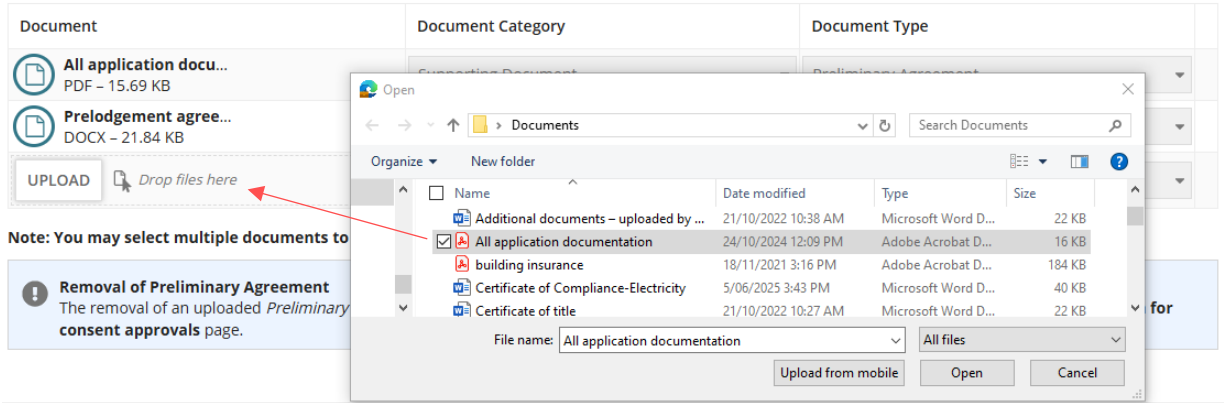 Document Document Category Document Type
All application docu...
PDF – 15.69 KB
Supporting Document Preliminary Agreement
Prelodgement agree...
DOCX – 21.84 KB
UPLOAD Drop files here
Note: You may select multiple documents to
Removal of Preliminary Agreement
The removal of an uploaded Preliminary
for
consent approvals page.
Open
Documents
Search Documents
Organize New folder
Name Date modified Type Size
Additional documents – uploaded by ... 21/10/2022 10:38 AM Microsoft Word D... 22 KB
All application documentation 24/10/2024 12:09 PM Adobe Acrobat D... 16 KB
building insurance 18/11/2021 3:16 PM Adobe Acrobat D... 184 KB
Certificate of Compliance-Electricity 5/06/2025 3:43 PM Microsoft Word D... 40 KB
Certificate of title 21/10/2022 10:27 AM Microsoft Word D... 22 KB
File name: All application documentation All files
Upload from mobile Open Cancel